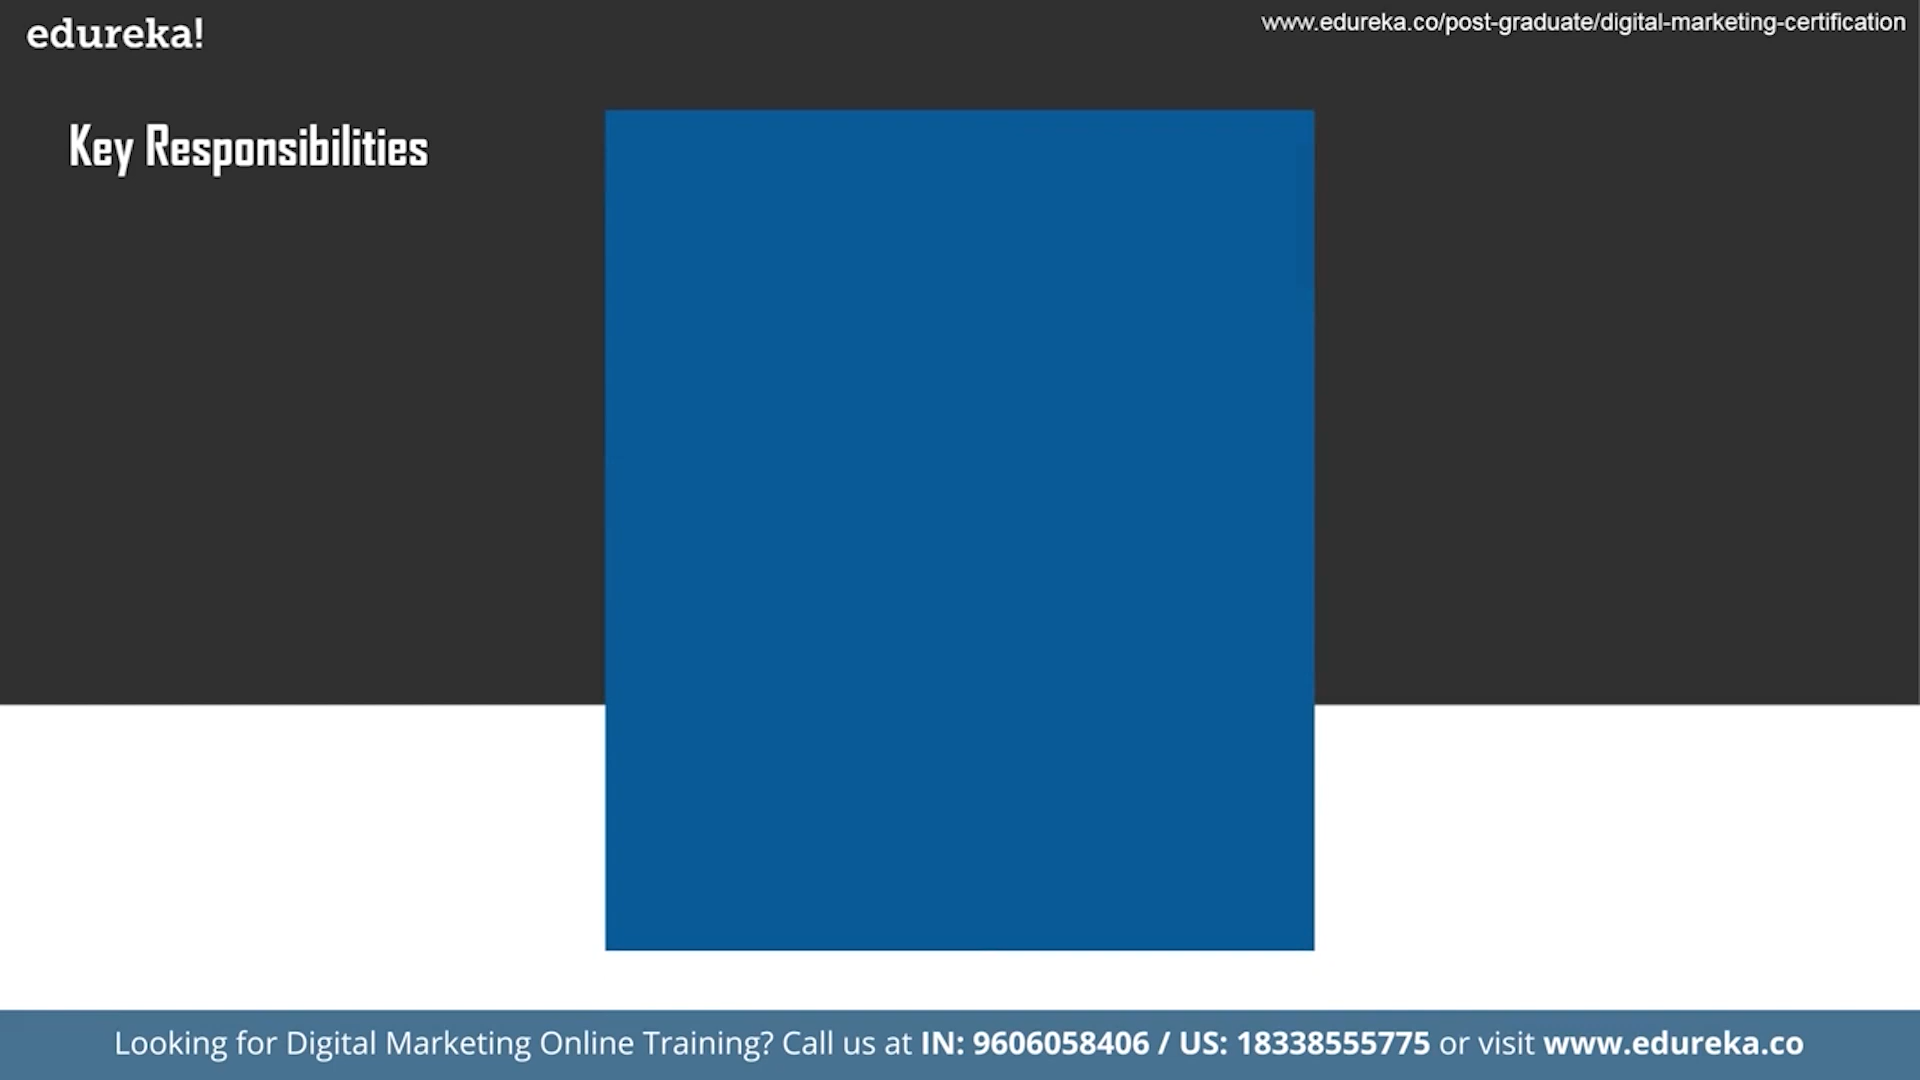 edureka!
www.edureka.co/post-graduate/digital-marketing-certification
Key Responsibilities
Looking for Digital Marketing Online Training? Call us at IN: 9606058406 / US: 18338555775 or visit www.edureka.co